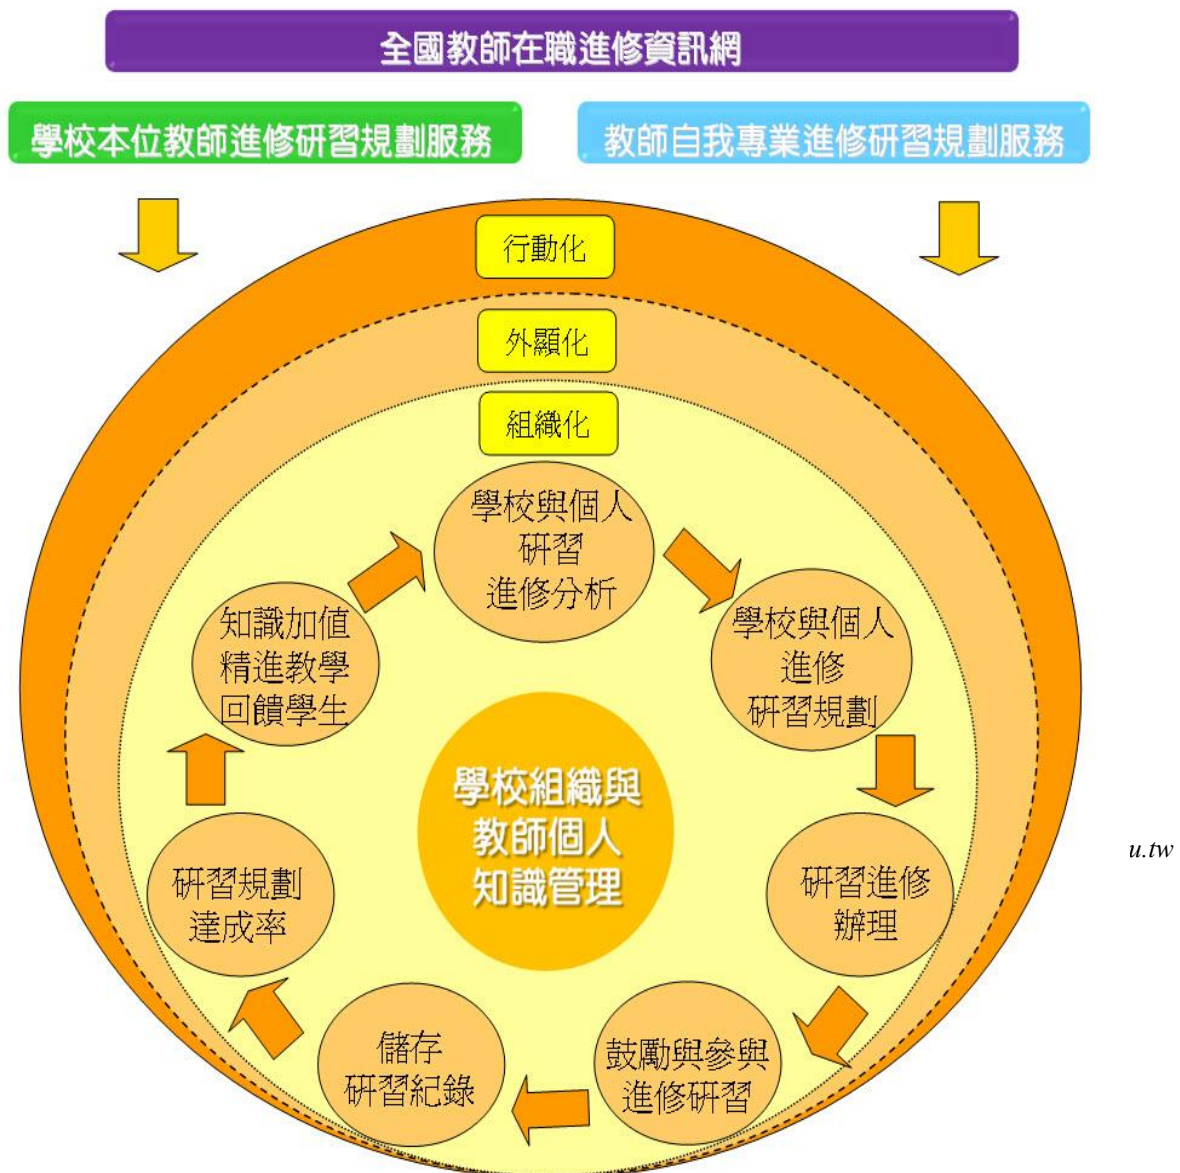 全國教師在職進修資訊網
學校本位教師進修研習規劃服務
教師自我專業進修研習規劃服務
行動化
外顯化
組織化
學校與個人
研習
進修分析
學校與個人
進修
研習規劃
研習進修
辦理
鼓勵與參與
進修研習
儲存
研習紀錄
研習規劃
達成率
知識加值
精進教學
回饋學生
學校組織與
教師個人
知識管理
u.tw